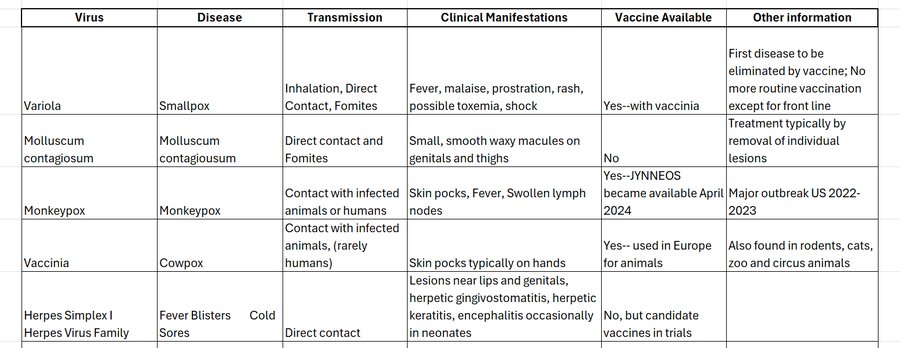 Virus Disease Transmission Clinical Manifestations Vaccine Available Other information
Variola
Smallpox
Inhalation, Direct
Contact, Fomites
Fever, malaise, prostration, rash,
possible toxemia, shock
Yes--with vaccinia
First disease to be
eliminated by vaccine; No
more routine vaccination
except for front line
Molluscum
contagiosum
Molluscum
contagiousum
Direct contact and
Fomites
Small, smooth waxy macules on
genitals and thighs
No
Treatment typically by
removal of individual
lesions
Monkeypox
Monkeypox
Contact with infected
animals or humans
Skin pocks, Fever, Swollen lymph
nodes
Yes--JYNNEOS
became available April
2024
Major outbreak US 2022-
2023
Vaccinia
Cowpox
Contact with infected
animals, (rarely
humans)
Skin pocks typically on hands
Yes-- used in Europe
for animals
Also found in rodents, cats,
zoo and circus animals
Herpes Simplex I
Herpes Virus Family
Fever Blisters Cold
Sores
Direct contact
Lesions near lips and genitals,
herpetic gingivostomatitis, herpetic
keratitis, encephalitis occasionally
in neonates
No, but candidate
vaccines in trials